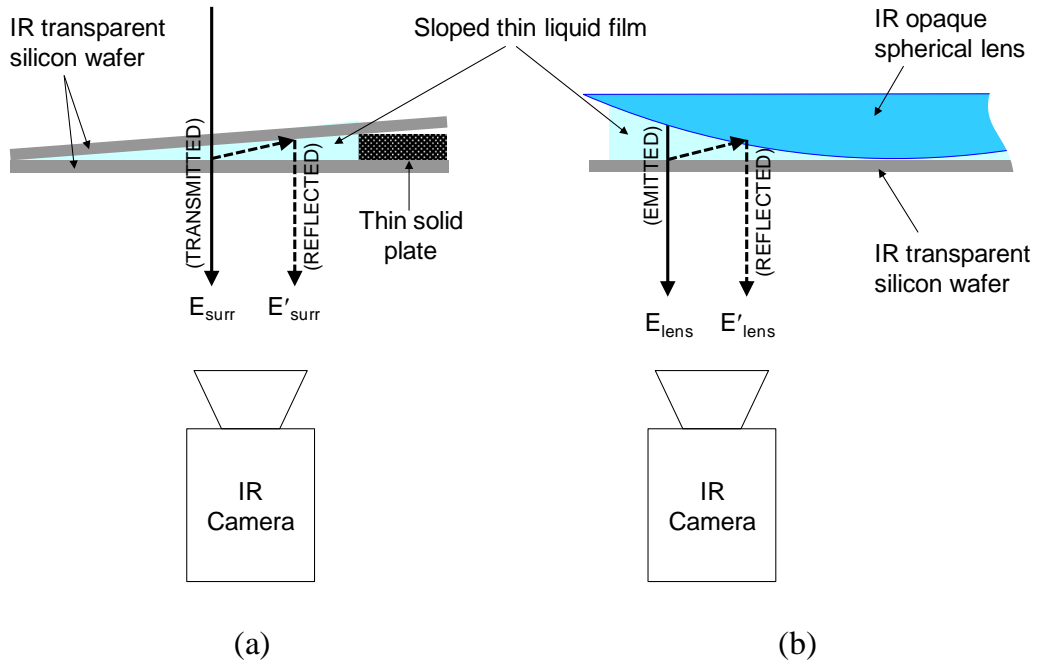 IR transparent
silicon wafer
Sloped thin liquid film
IR opaque
spherical lens
(TRANSMITTED)
(REFLECTED)
Thin solid
plate
(EMITTED)
(REFLECTED)
IR transparent
silicon wafer
E_surr
E′_surr
E_lens
E′_lens
IR
Camera
IR
Camera
(a)
(b)